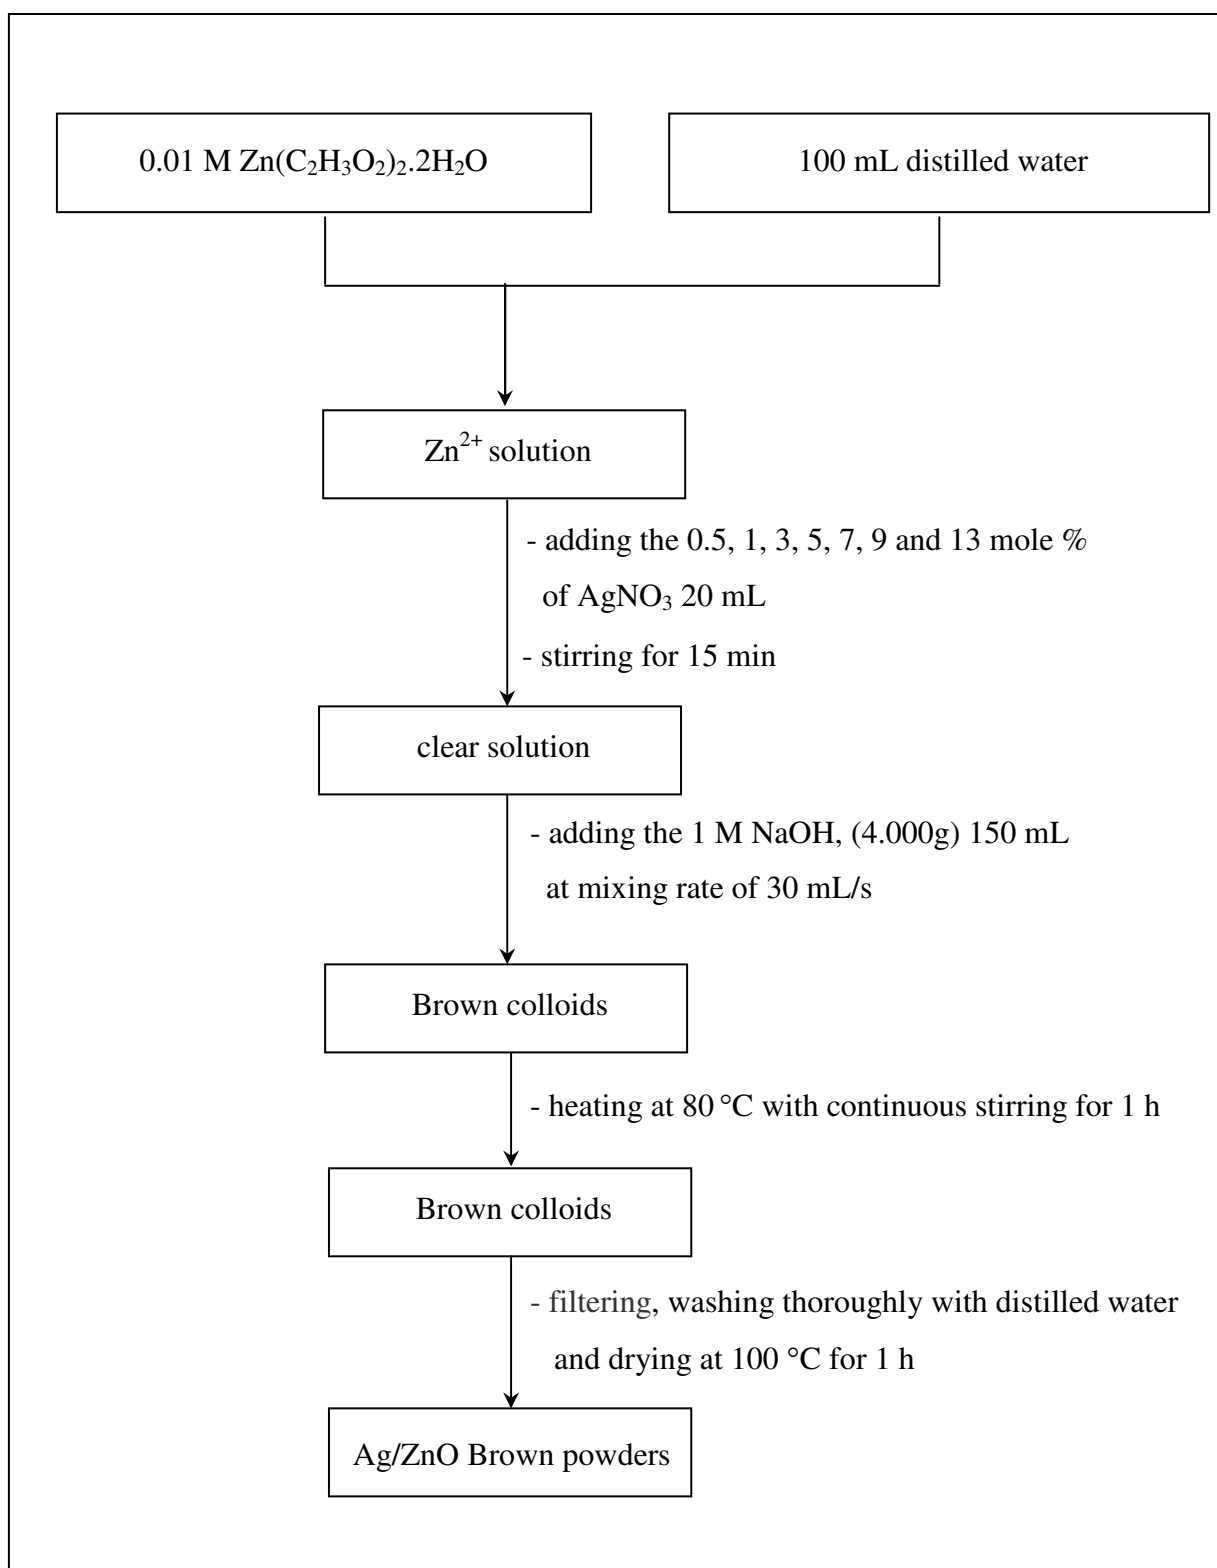 0.01 M Zn(C₂H₃O₂)₂.2H₂O
100 mL distilled water
Zn²⁺ solution
- adding the 0.5, 1, 3, 5, 7, 9 and 13 mole %
of AgNO₃ 20 mL
- stirring for 15 min
clear solution
- adding the 1 M NaOH, (4.000g) 150 mL
at mixing rate of 30 mL/s
Brown colloids
- heating at 80 °C with continuous stirring for 1 h
Brown colloids
- filtering, washing thoroughly with distilled water
and drying at 100 °C for 1 h
Ag/ZnO Brown powders